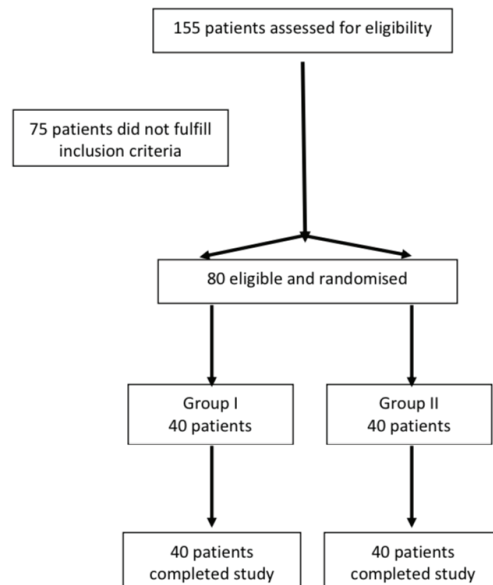 155 patients assessed for eligibility
75 patients did not fulfill
inclusion criteria
80 eligible and randomised
Group I
40 patients
Group II
40 patients
40 patients
completed study
40 patients
completed study